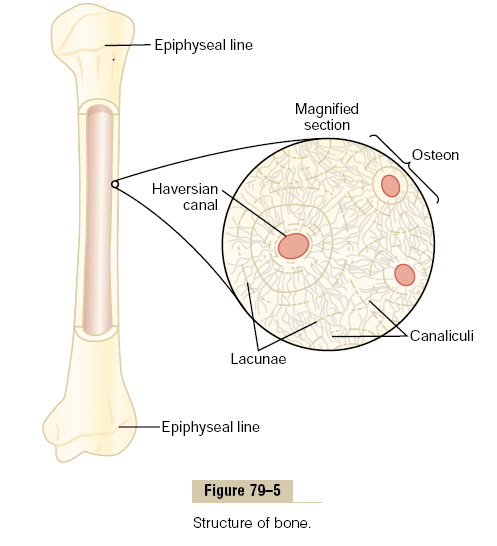 Epiphyseal line
Magnified
section
Osteon
Haversian
canal
Canaliculi
Lacunae
Epiphyseal line
Figure 79–5
Structure of bone.